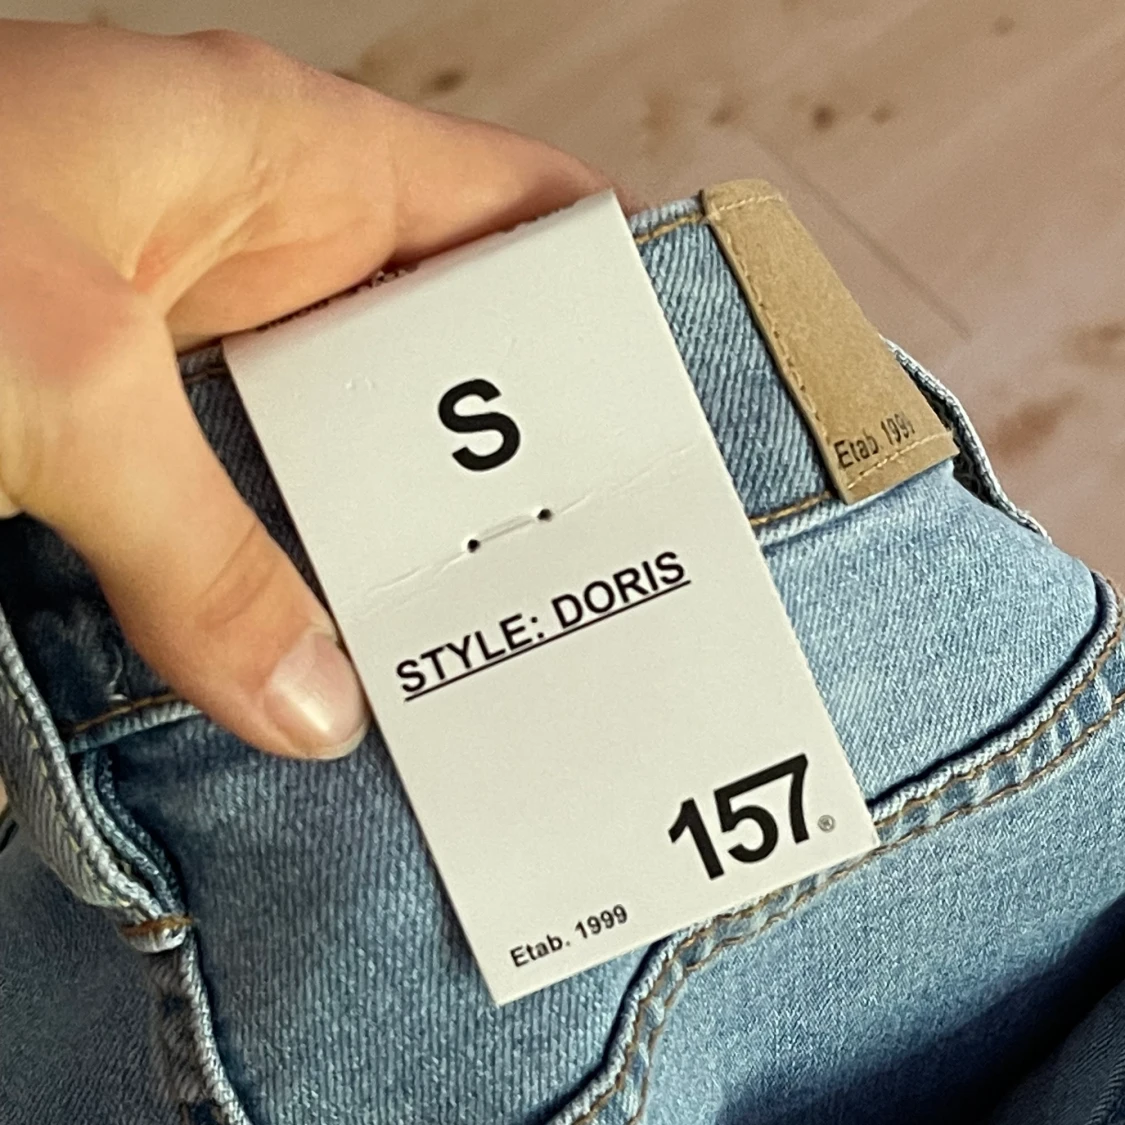 S
STYLE: DORIS
157®
Etab. 1999
Etab. 1999